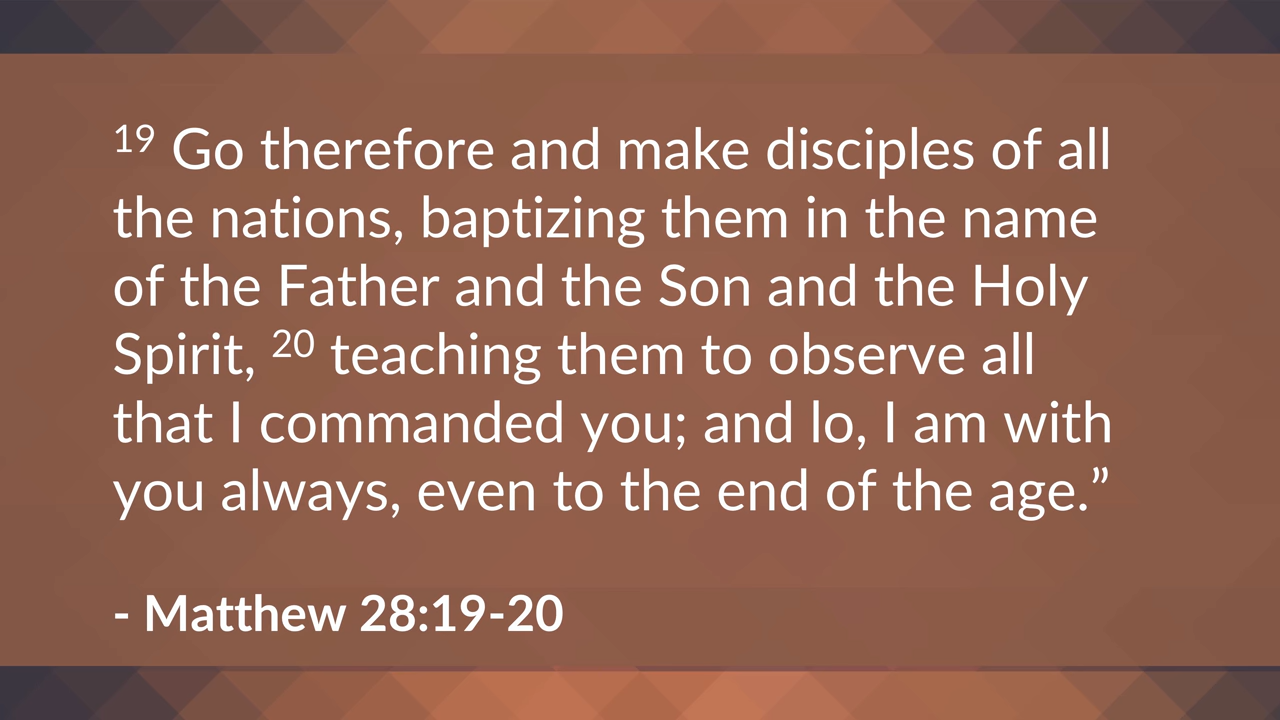 19 Go therefore and make disciples of all
the nations, baptizing them in the name
of the Father and the Son and the Holy
Spirit, 20 teaching them to observe all
that I commanded you; and lo, I am with
you always, even to the end of the age.”
- Matthew 28:19-20